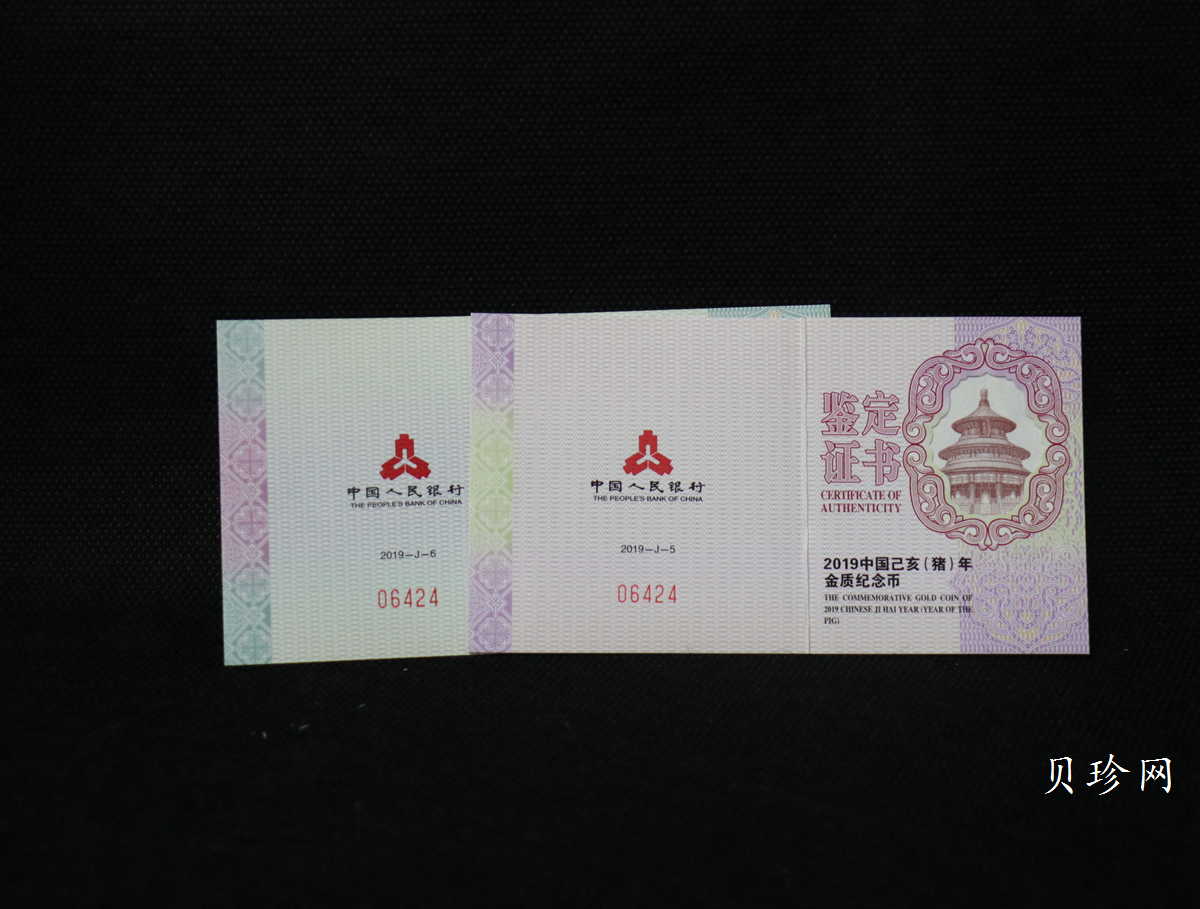 中国人民银行
THE PEOPLE'S BANK OF CHINA
2019-J-6
06424
中国人民银行
THE PEOPLE'S BANK OF CHINA
2019-J-5
06424
鉴定
证书
CERTIFICATE OF
AUTHENTICITY
2019中国己亥(猪)年
金质纪念币
THE COMMEMORATIVE GOLD COIN OF
2019 CHINESE JI HAI YEAR (YEAR OF THE
PIG)
贝珍网